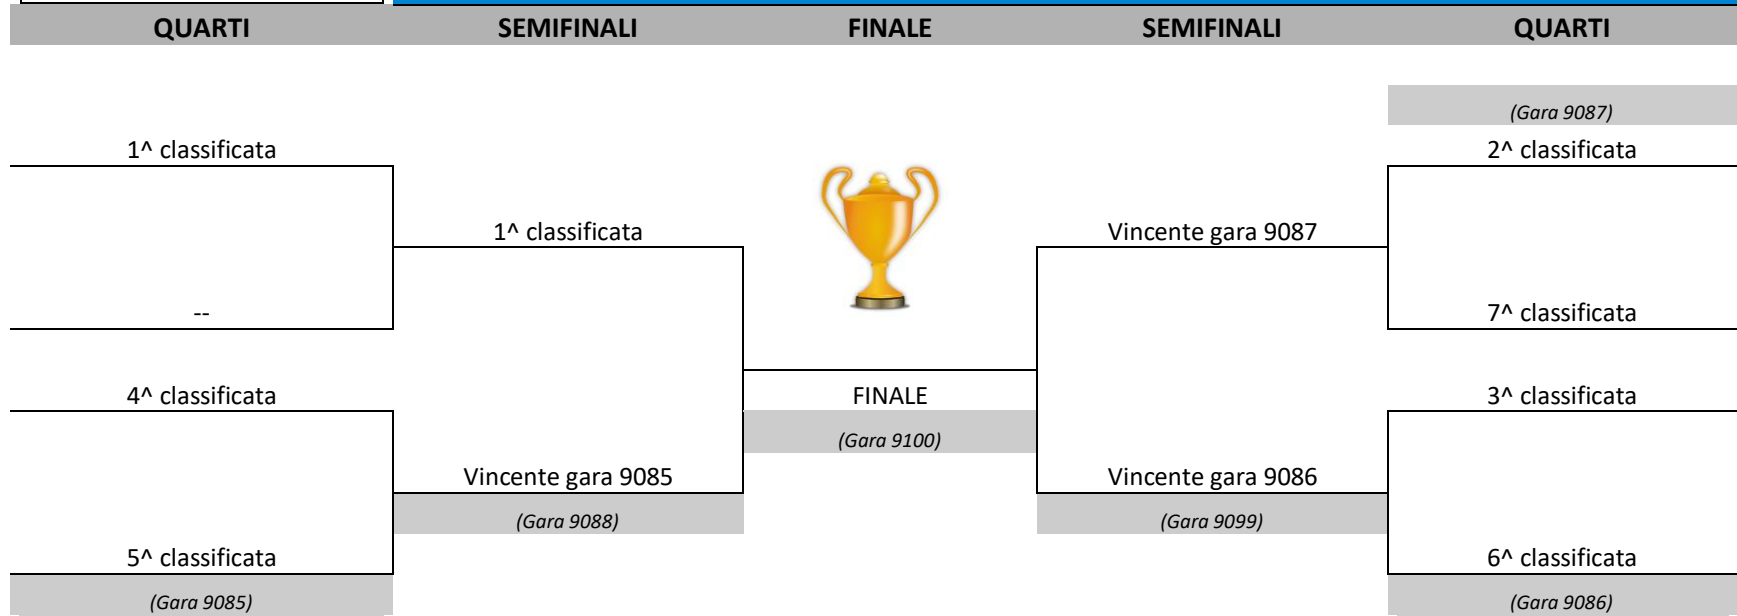 QUARTI SEMIFINALI FINALE SEMIFINALI QUARTI
(Gara 9087)
1^ classificata 2^ classificata
1^ classificata Vincente gara 9087
-- 7^ classificata
4^ classificata FINALE 3^ classificata
(Gara 9100)
Vincente gara 9085 Vincente gara 9086
(Gara 9088) (Gara 9099)
5^ classificata 6^ classificata
(Gara 9085) (Gara 9086)